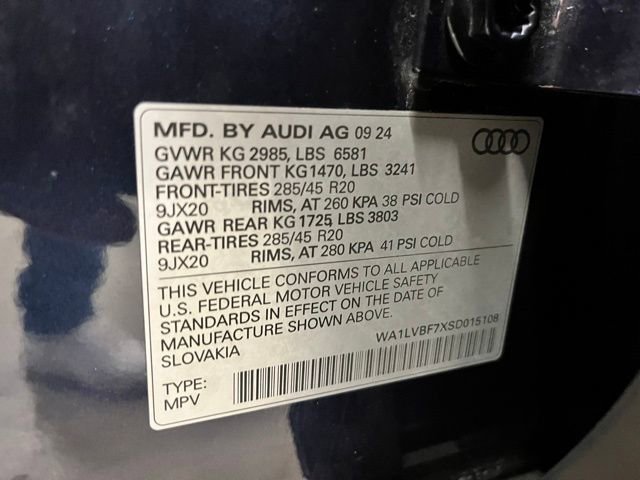 MFD. BY AUDI AG 09 24
GVWR KG 2985, LBS 6581
GAWR FRONT KG1470, LBS 3241
FRONT-TIRES 285/45 R20
9JX20 RIMS, AT 260 KPA 38 PSI COLD
GAWR REAR KG 1725, LBS 3803
REAR-TIRES 285/45 R20
9JX20 RIMS, AT 280 KPA 41 PSI COLD
THIS VEHICLE CONFORMS TO ALL APPLICABLE
U.S. FEDERAL MOTOR VEHICLE SAFETY
STANDARDS IN EFFECT ON THE DATE OF
MANUFACTURE SHOWN ABOVE.
SLOVAKIA
WA1LVBF7XSD015108
TYPE:
MPV